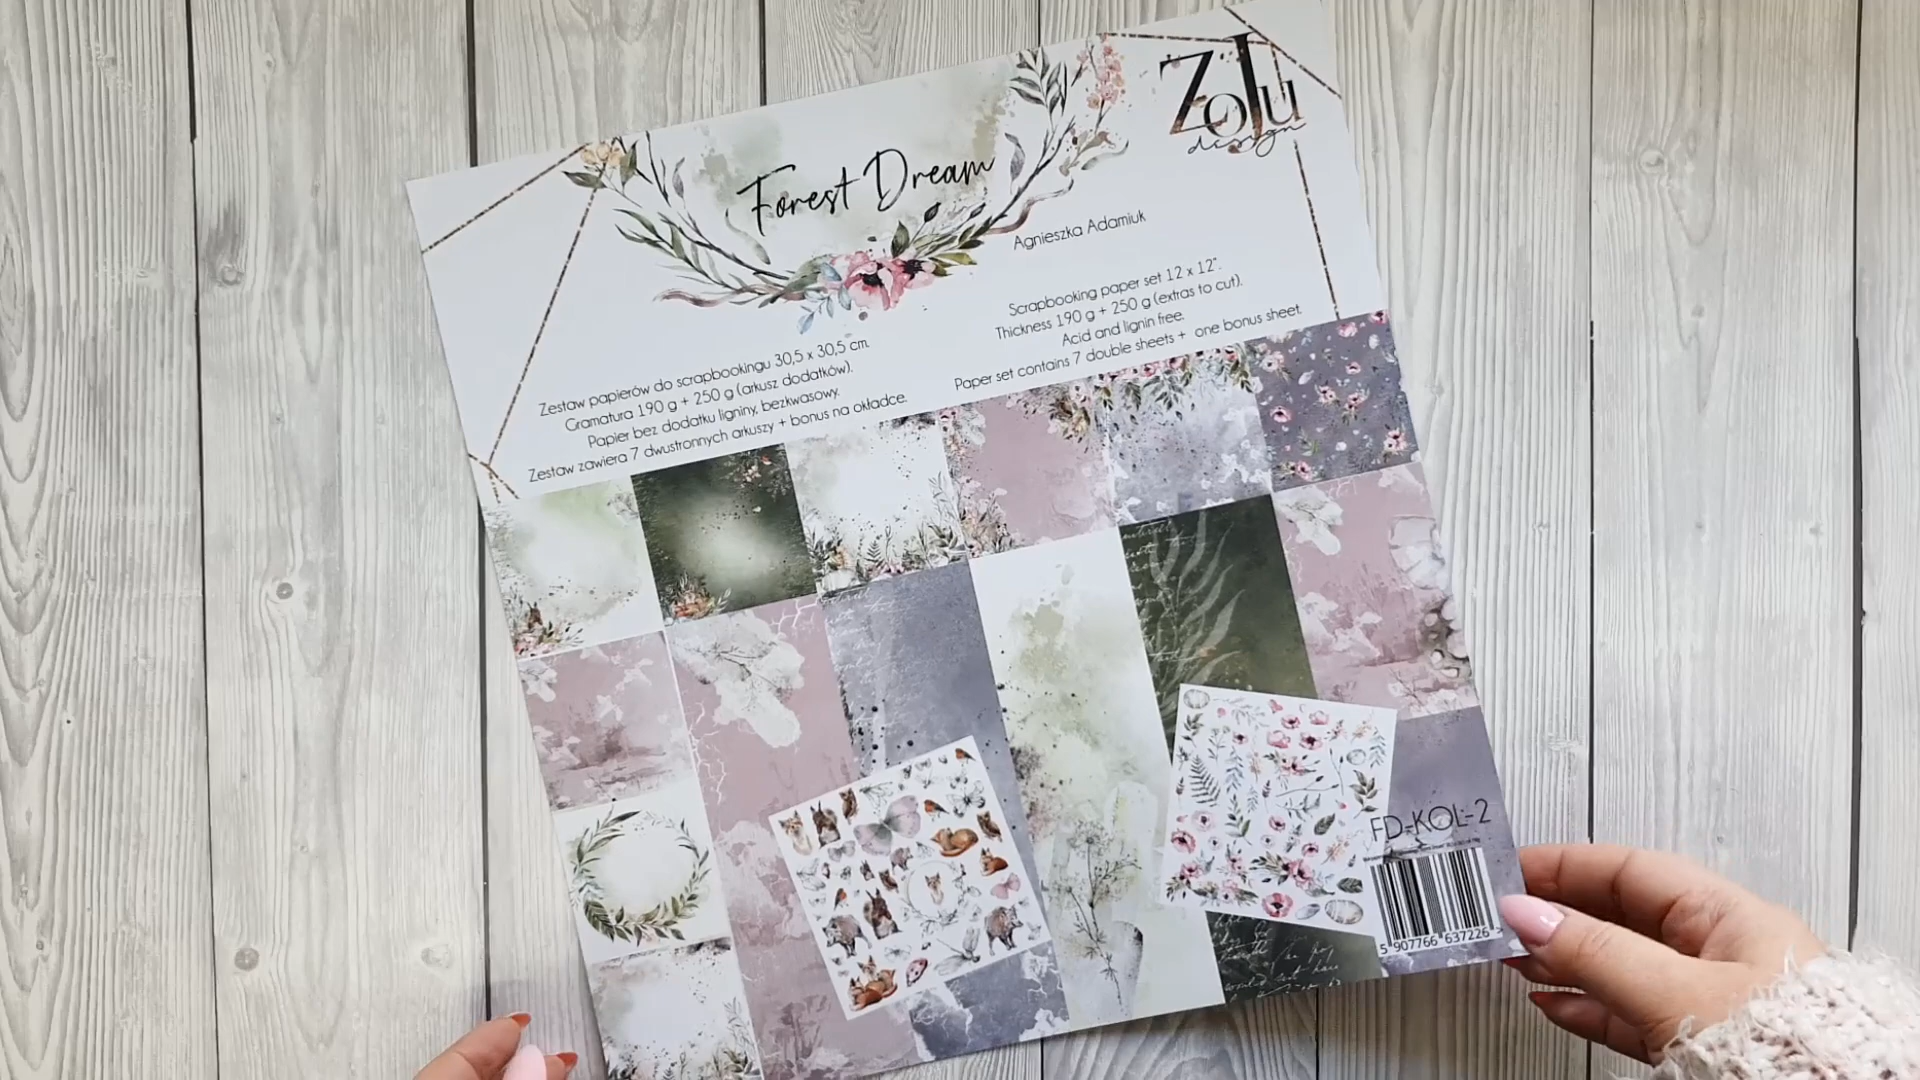 ZoJu
design
Forest Dream
Agnieszka Adamiuk
Zestaw papierów do scrapbookingu 30,5 x 30,5 cm.
Gramatura 190 g + 250 g (arkusz dodatków).
Papier bez dodatku ligniny, bezkwasowy.
Zestaw zawiera 7 dwustronnych arkuszy + bonus na okładce.
Scrapbooking paper set 12 x 12".
Thickness 190 g + 250 g (extras to cut).
Acid and lignin free.
Paper set contains 7 double sheets + one bonus sheet.
FD-KOL-2
5 907766 637226 >